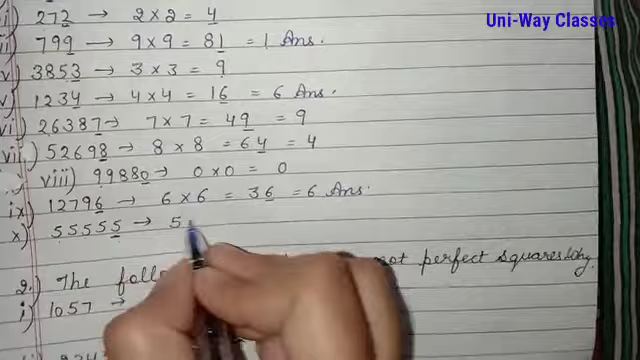 Uni-Way Classes
272 → 2 × 2 = 4
799 → 9 × 9 = 81 = 1 Ans.
3853 → 3 × 3 = 9
1234 → 4 × 4 = 16 = 6 Ans.
vi) 26387 → 7 × 7 = 49 = 9
vii) 52698 → 8 × 8 = 64 = 4
viii) 99880 → 0 × 0 = 0
ix) 12796 → 6 × 6 = 36 = 6 Ans.
x) 55555 → 5
2.) The not perfect squares. Why.
i) 1057 →